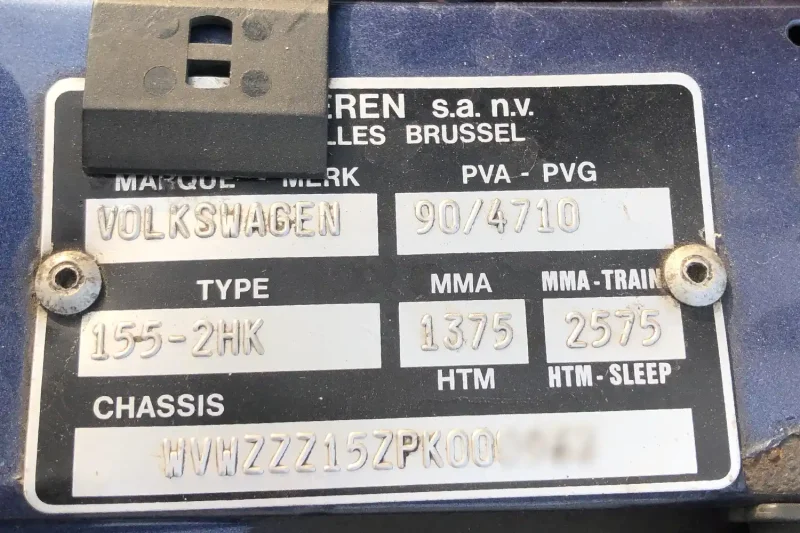 EREN s.a. n.v.
LLES BRUSSEL
MARQUE - MERK PVA - PVG
VOLKSWAGEN 90/4710
TYPE MMA MMA-TRAIN
155-2HK 1375 2575
HTM HTM-SLEEP
CHASSIS
WVWZZZ15ZPK00